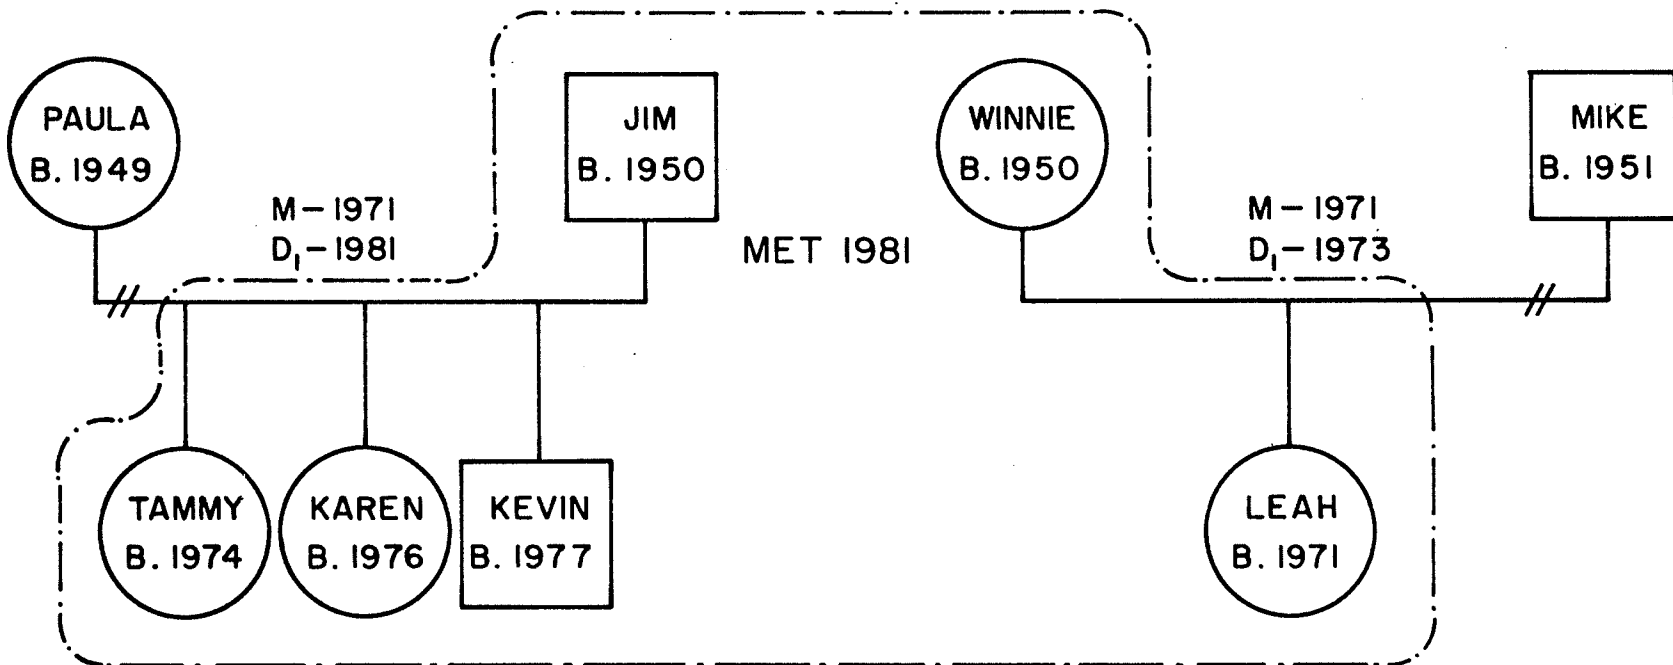 PAULA
B. 1949
JIM
B. 1950
WINNIE
B. 1950
MIKE
B. 1951
M-1971
D₁-1981
MET 1981
M-1971
D₁-1973
TAMMY
B. 1974
KAREN
B. 1976
KEVIN
B. 1977
LEAH
B. 1971